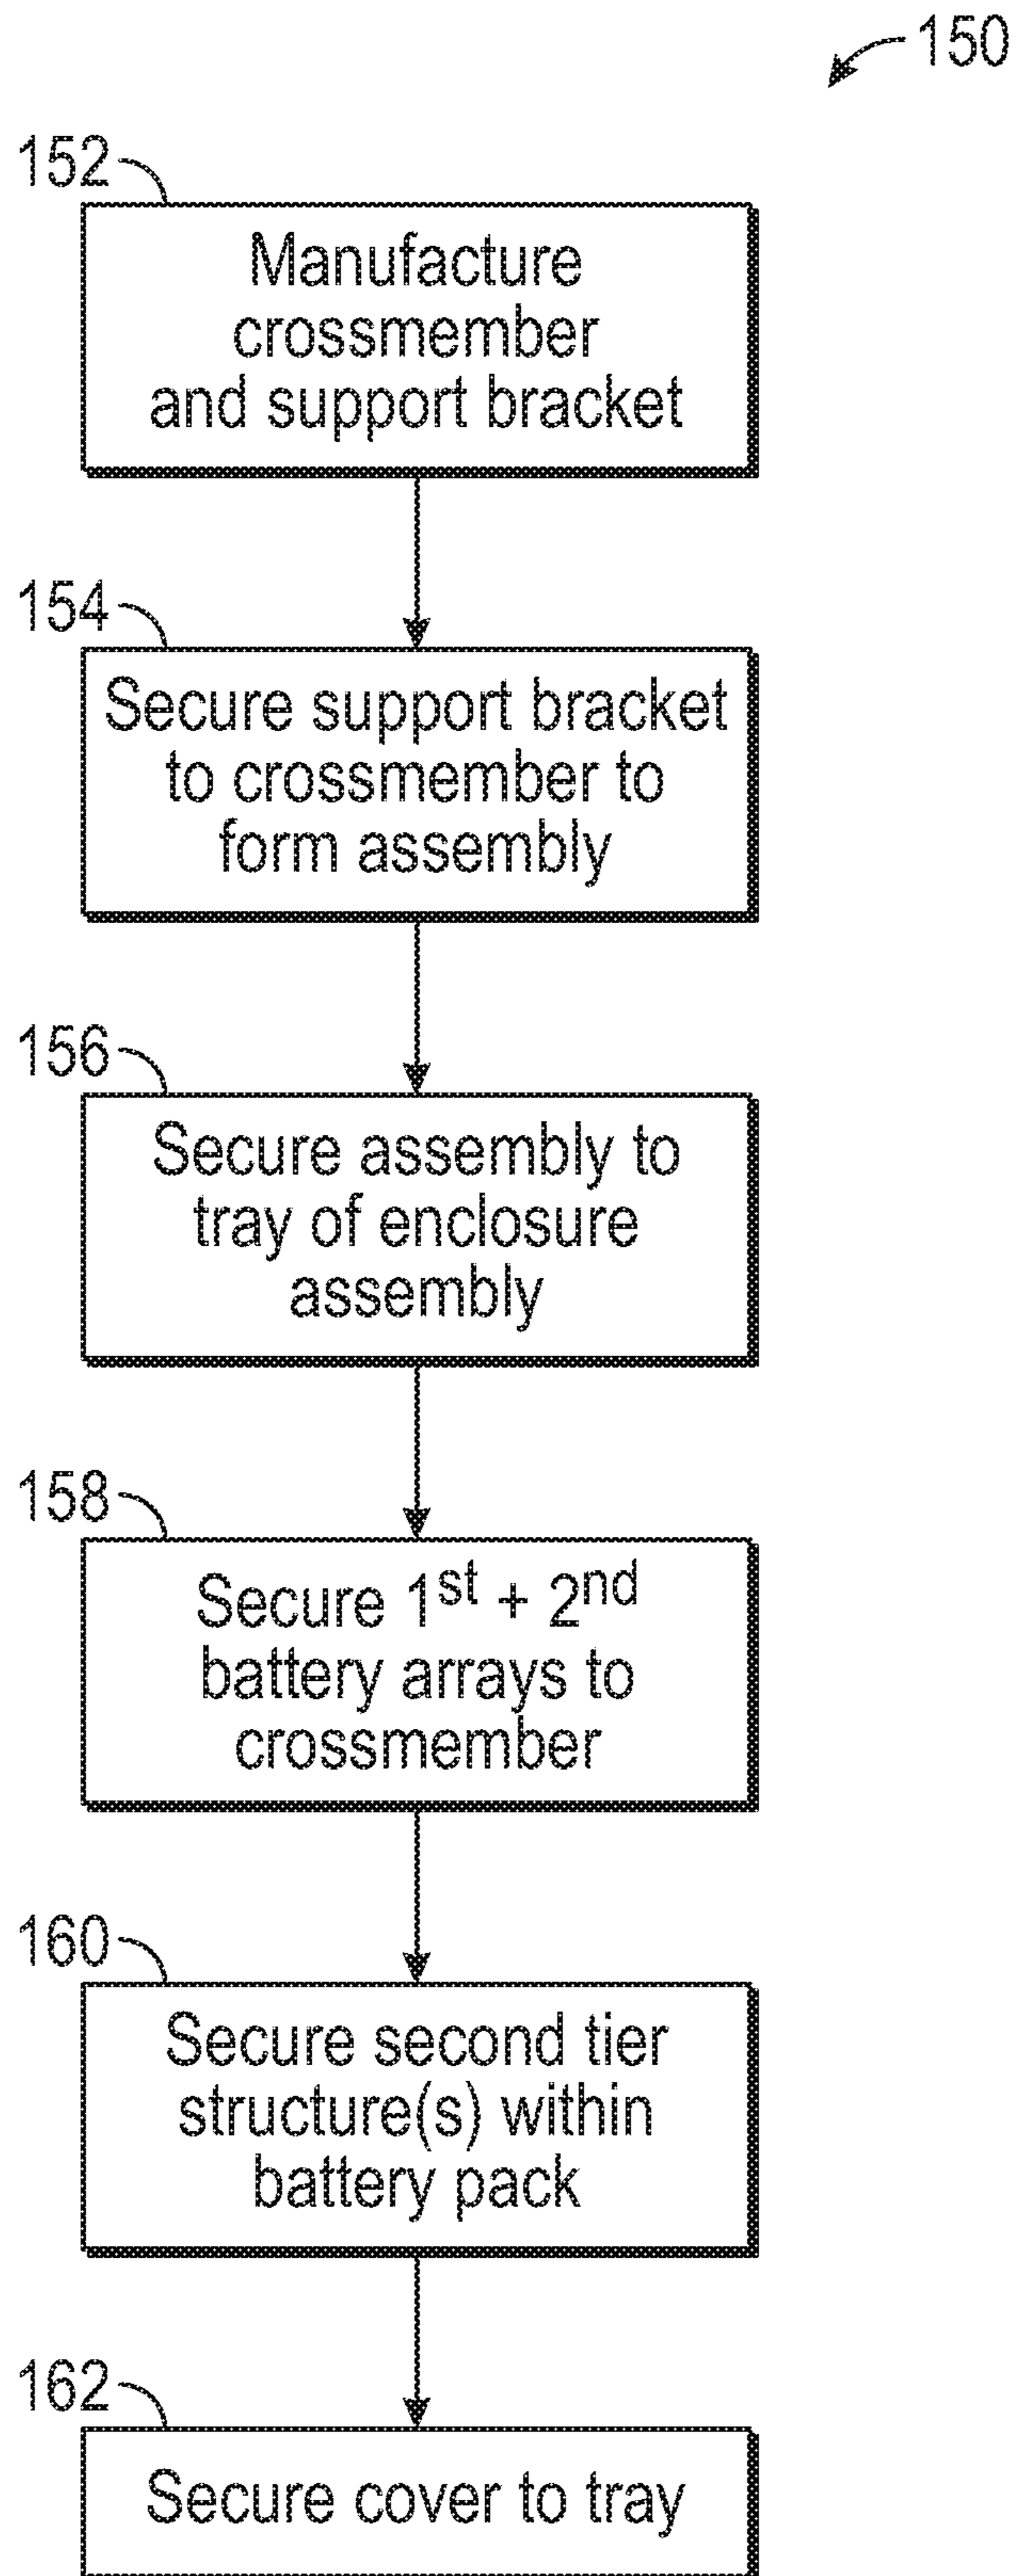 150
152
Manufacture
crossmember
and support bracket
154
Secure support bracket
to crossmember to
form assembly
156
Secure assembly to
tray of enclosure
assembly
158
Secure 1st + 2nd
battery arrays to
crossmember
160
Secure second tier
structure(s) within
battery pack
162
Secure cover to tray